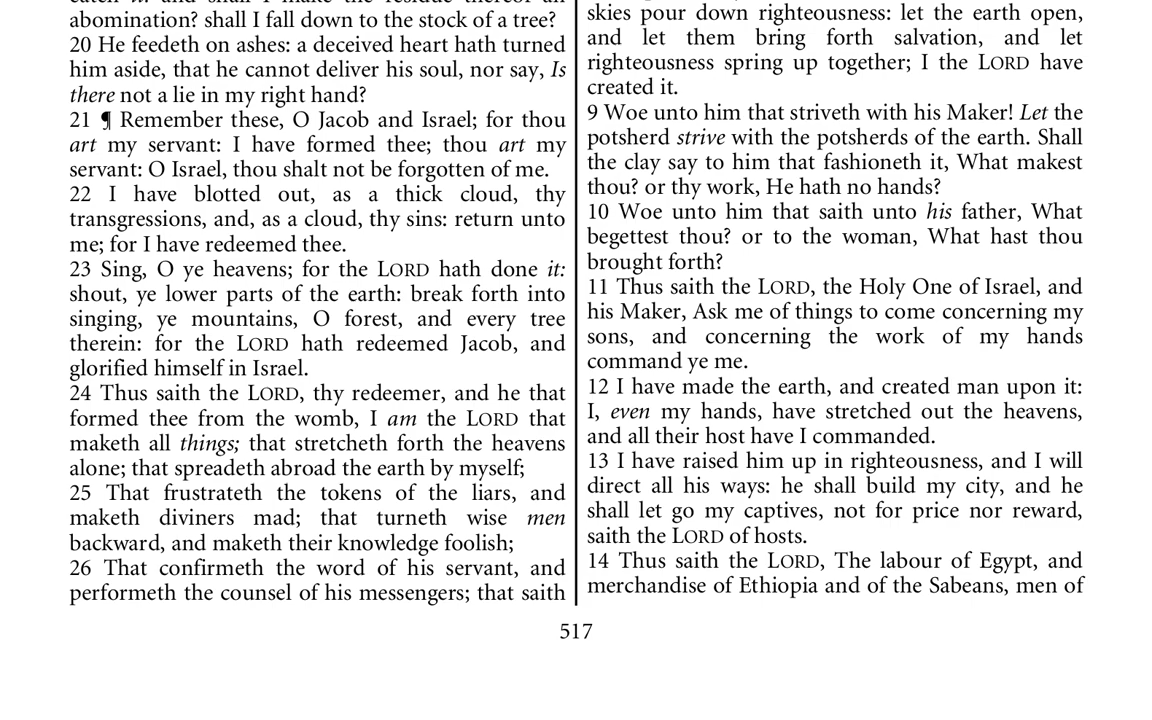 abomination? shall I fall down to the stock of a tree?
20 He feedeth on ashes: a deceived heart hath turned
him aside, that he cannot deliver his soul, nor say, Is
there not a lie in my right hand?
21 ¶ Remember these, O Jacob and Israel; for thou
art my servant: I have formed thee; thou art my
servant: O Israel, thou shalt not be forgotten of me.
22 I have blotted out, as a thick cloud, thy
transgressions, and, as a cloud, thy sins: return unto
me; for I have redeemed thee.
23 Sing, O ye heavens; for the LORD hath done it:
shout, ye lower parts of the earth: break forth into
singing, ye mountains, O forest, and every tree
therein: for the LORD hath redeemed Jacob, and
glorified himself in Israel.
24 Thus saith the LORD, thy redeemer, and he that
formed thee from the womb, I am the LORD that
maketh all things; that stretcheth forth the heavens
alone; that spreadeth abroad the earth by myself;
25 That frustrateth the tokens of the liars, and
maketh diviners mad; that turneth wise men
backward, and maketh their knowledge foolish;
26 That confirmeth the word of his servant, and
performeth the counsel of his messengers; that saith
skies pour down righteousness: let the earth open,
and let them bring forth salvation, and let
righteousness spring up together; I the LORD have
created it.
9 Woe unto him that striveth with his Maker! Let the
potsherd strive with the potsherds of the earth. Shall
the clay say to him that fashioneth it, What makest
thou? or thy work, He hath no hands?
10 Woe unto him that saith unto his father, What
begettest thou? or to the woman, What hast thou
brought forth?
11 Thus saith the LORD, the Holy One of Israel, and
his Maker, Ask me of things to come concerning my
sons, and concerning the work of my hands
command ye me.
12 I have made the earth, and created man upon it:
I, even my hands, have stretched out the heavens,
and all their host have I commanded.
13 I have raised him up in righteousness, and I will
direct all his ways: he shall build my city, and he
shall let go my captives, not for price nor reward,
saith the LORD of hosts.
14 Thus saith the LORD, The labour of Egypt, and
merchandise of Ethiopia and of the Sabeans, men of
517